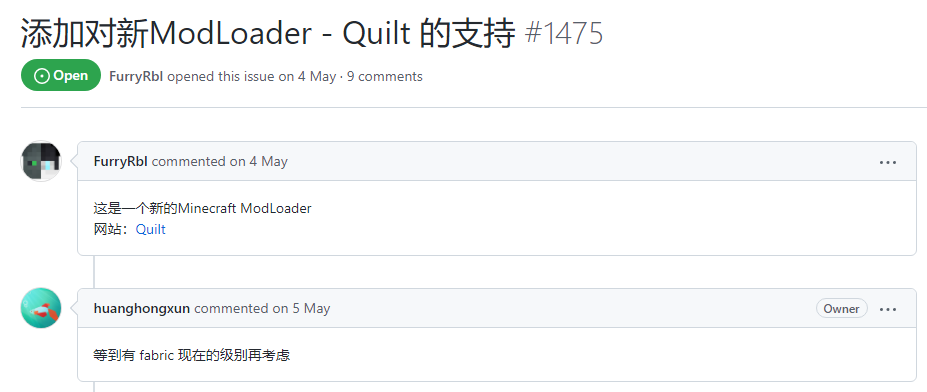 添加对新ModLoader - Quilt 的支持 #1475
Open FurryRbl opened this issue on 4 May · 9 comments
FurryRbl commented on 4 May
这是一个新的Minecraft ModLoader
网站：Quilt
huanghongxun commented on 5 May Owner
等到有 fabric 现在的级别再考虑